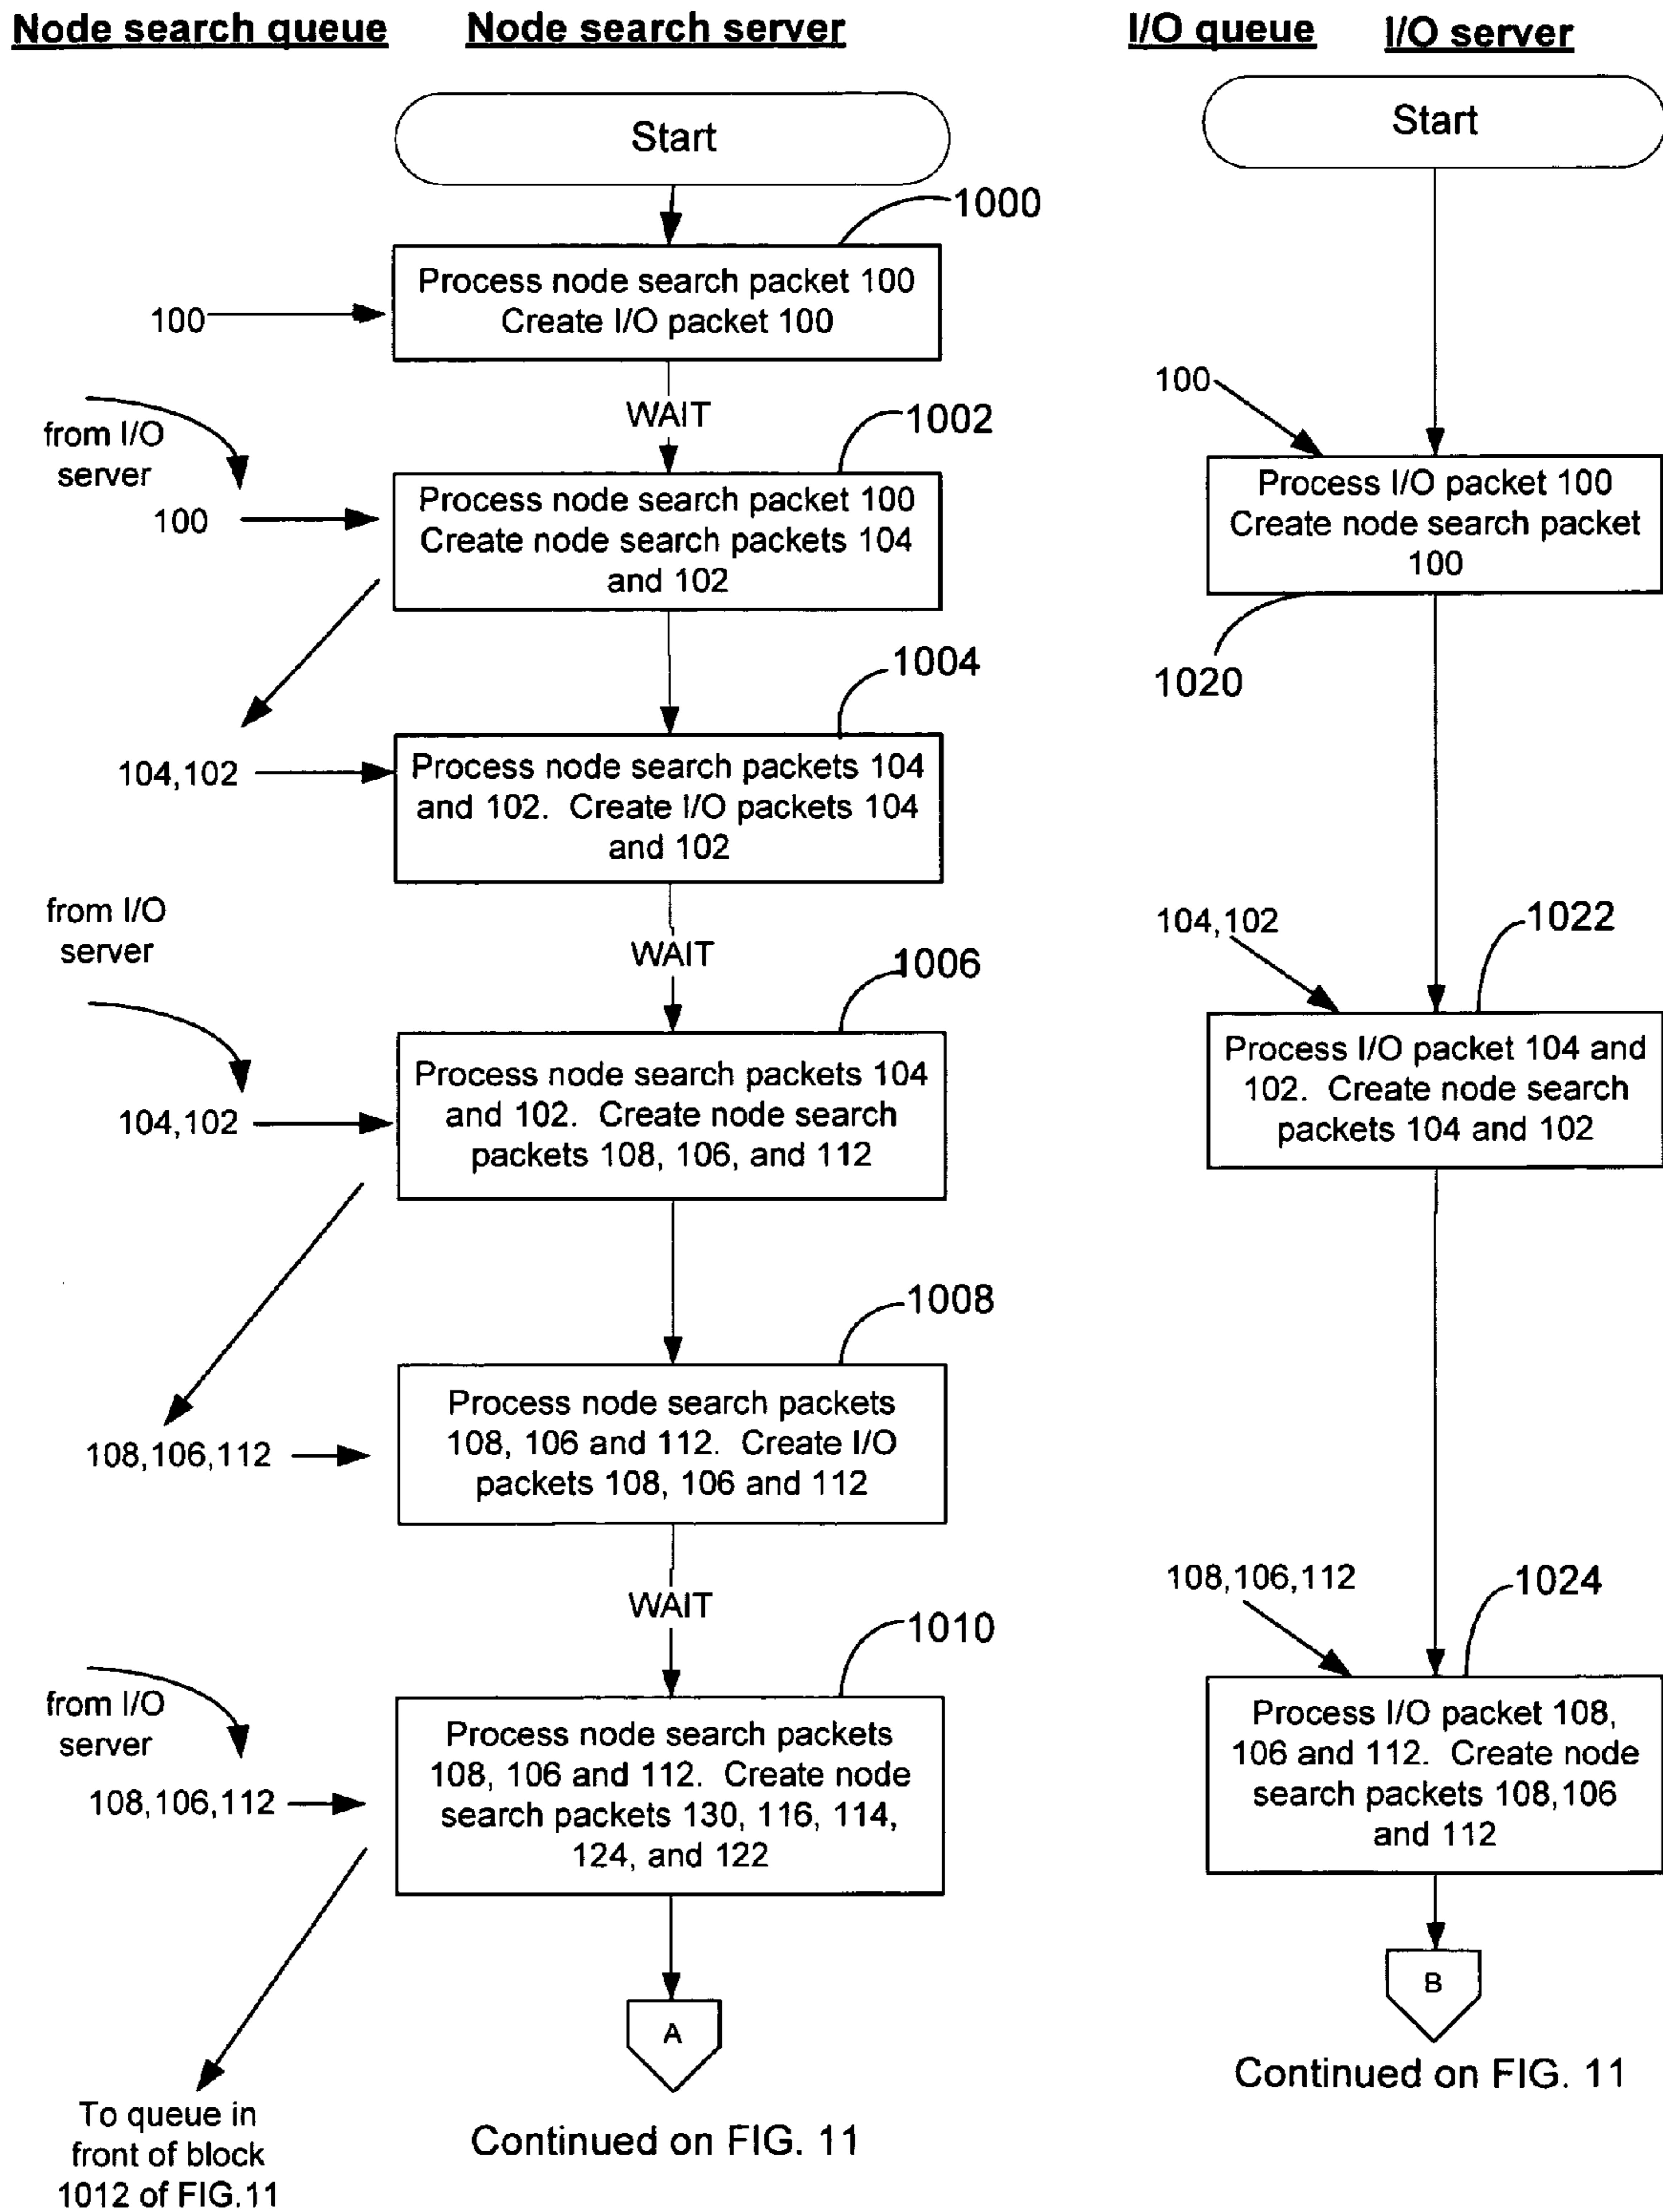 Node search queue
Node search server
I/O queue
I/O server
Start
1000
Process node search packet 100
Create I/O packet 100
100
WAIT
1002
from I/O
server
100
Process node search packet 100
Create node search packets 104
and 102
1004
104,102
Process node search packets 104
and 102. Create I/O packets 104
and 102
WAIT
from I/O
server
1006
104,102
Process node search packets 104
and 102. Create node search
packets 108, 106, and 112
1008
108,106,112
Process node search packets
108, 106 and 112. Create I/O
packets 108, 106 and 112
WAIT
1010
from I/O
server
108,106,112
Process node search packets
108, 106 and 112. Create node
search packets 130, 116, 114,
124, and 122
A
Continued on FIG. 11
To queue in
front of block
1012 of FIG.11
Start
100
Process I/O packet 100
Create node search packet
100
1020
104,102
1022
Process I/O packet 104 and
102. Create node search
packets 104 and 102
108,106,112
1024
Process I/O packet 108,
106 and 112. Create node
search packets 108,106
and 112
B
Continued on FIG. 11